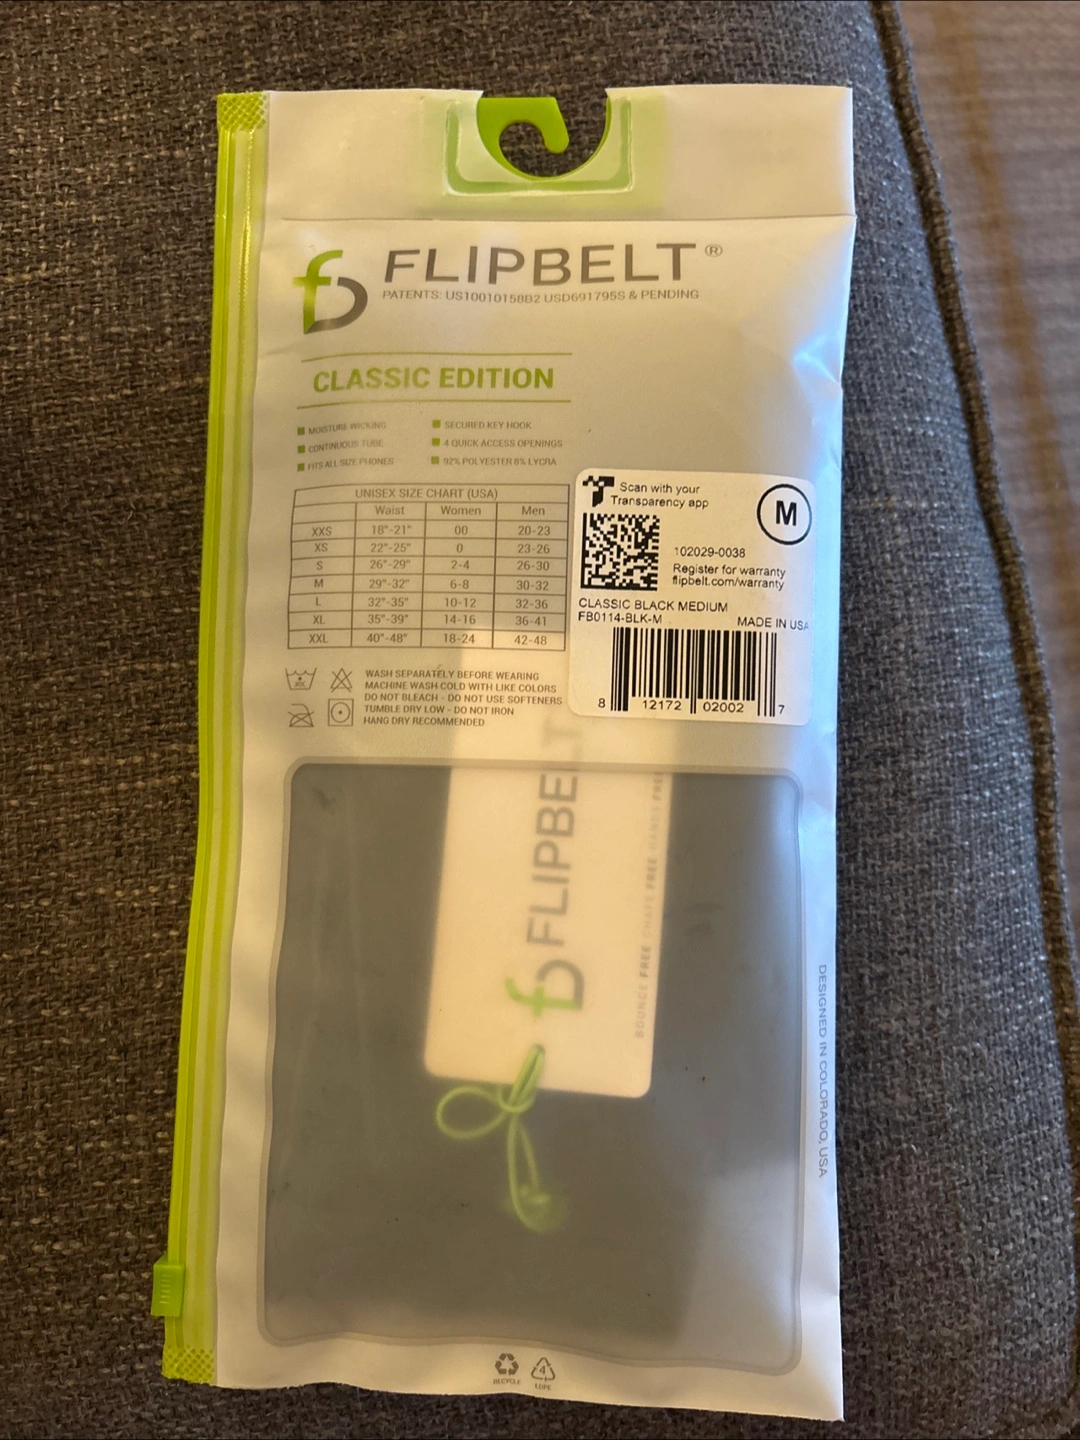 FLIPBELT®
PATENTS: US10010158B2 USD691795S & PENDING
CLASSIC EDITION
MOISTURE WICKING
CONTINUOUS TUBE
FITS ALL SIZE PHONES
SECURED KEY HOOK
4 QUICK ACCESS OPENINGS
92% POLYESTER 8% LYCRA
UNISEX SIZE CHART (USA)
Waist Women Men
XXS 18"-21" 00 20-23
XS 22"-25" 0 23-26
S 26"-29" 2-4 26-30
M 29"-32" 6-8 30-32
L 32"-35" 10-12 32-36
XL 35"-39" 14-16 36-41
XXL 40"-48" 18-24 42-48
Scan with your
Transparency app
M
102029-0038
Register for warranty
flipbelt.com/warranty
CLASSIC BLACK MEDIUM
FB0114-BLK-M MADE IN USA
8 12172 02002 7
WASH SEPARATELY BEFORE WEARING
MACHINE WASH COLD WITH LIKE COLORS
DO NOT BLEACH - DO NOT USE SOFTENERS
TUMBLE DRY LOW - DO NOT IRON
HANG DRY RECOMMENDED
FLIPBELT
BOUNCE FREE CHAFE FREE HANDS FREE
DESIGNED IN COLORADO, USA
RECYCLE
4
LDPE